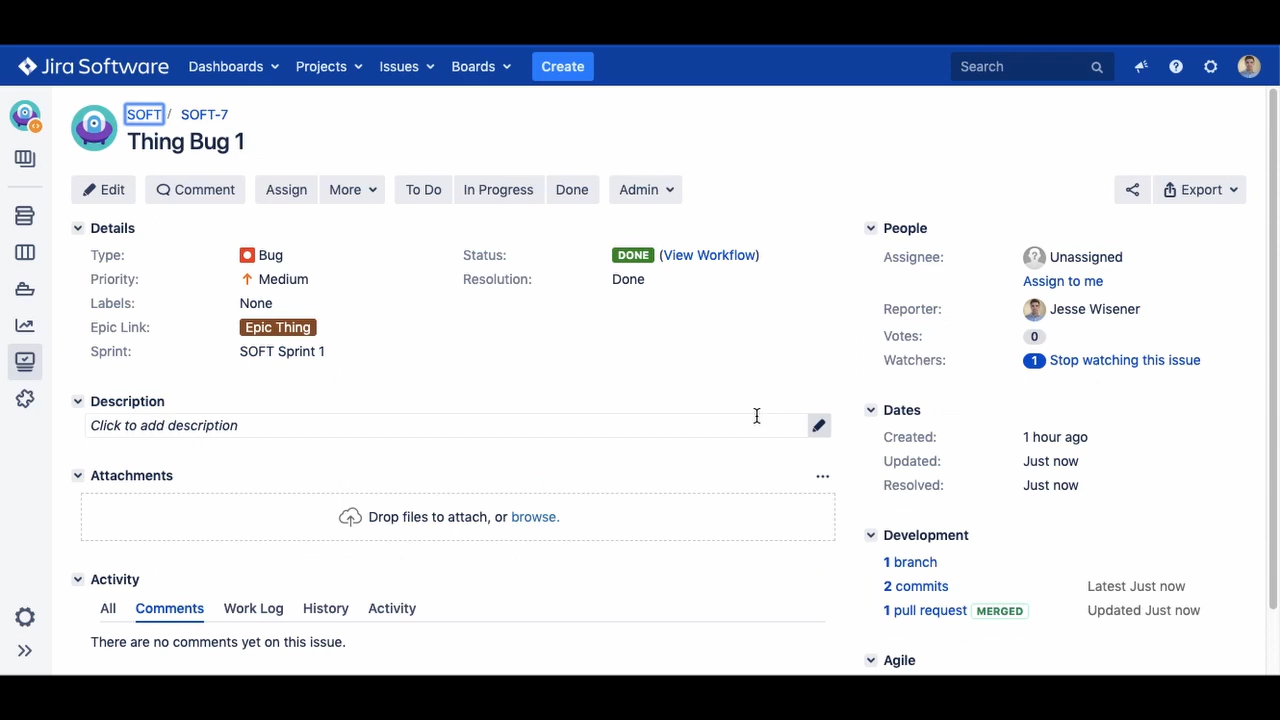 Jira Software Dashboards Projects Issues Boards Create Search
SOFT / SOFT-7
Thing Bug 1
Edit Comment Assign More To Do In Progress Done Admin Export
Details
Type: Bug
Priority: Medium
Labels: None
Epic Link: Epic Thing
Sprint: SOFT Sprint 1
Status: DONE (View Workflow)
Resolution: Done
Description
Click to add description
Attachments
Drop files to attach, or browse.
Activity
All Comments Work Log History Activity
There are no comments yet on this issue.
People
Assignee: Unassigned
Assign to me
Reporter: Jesse Wisener
Votes: 0
Watchers: 1 Stop watching this issue
Dates
Created: 1 hour ago
Updated: Just now
Resolved: Just now
Development
1 branch
2 commits Latest Just now
1 pull request MERGED Updated Just now
Agile